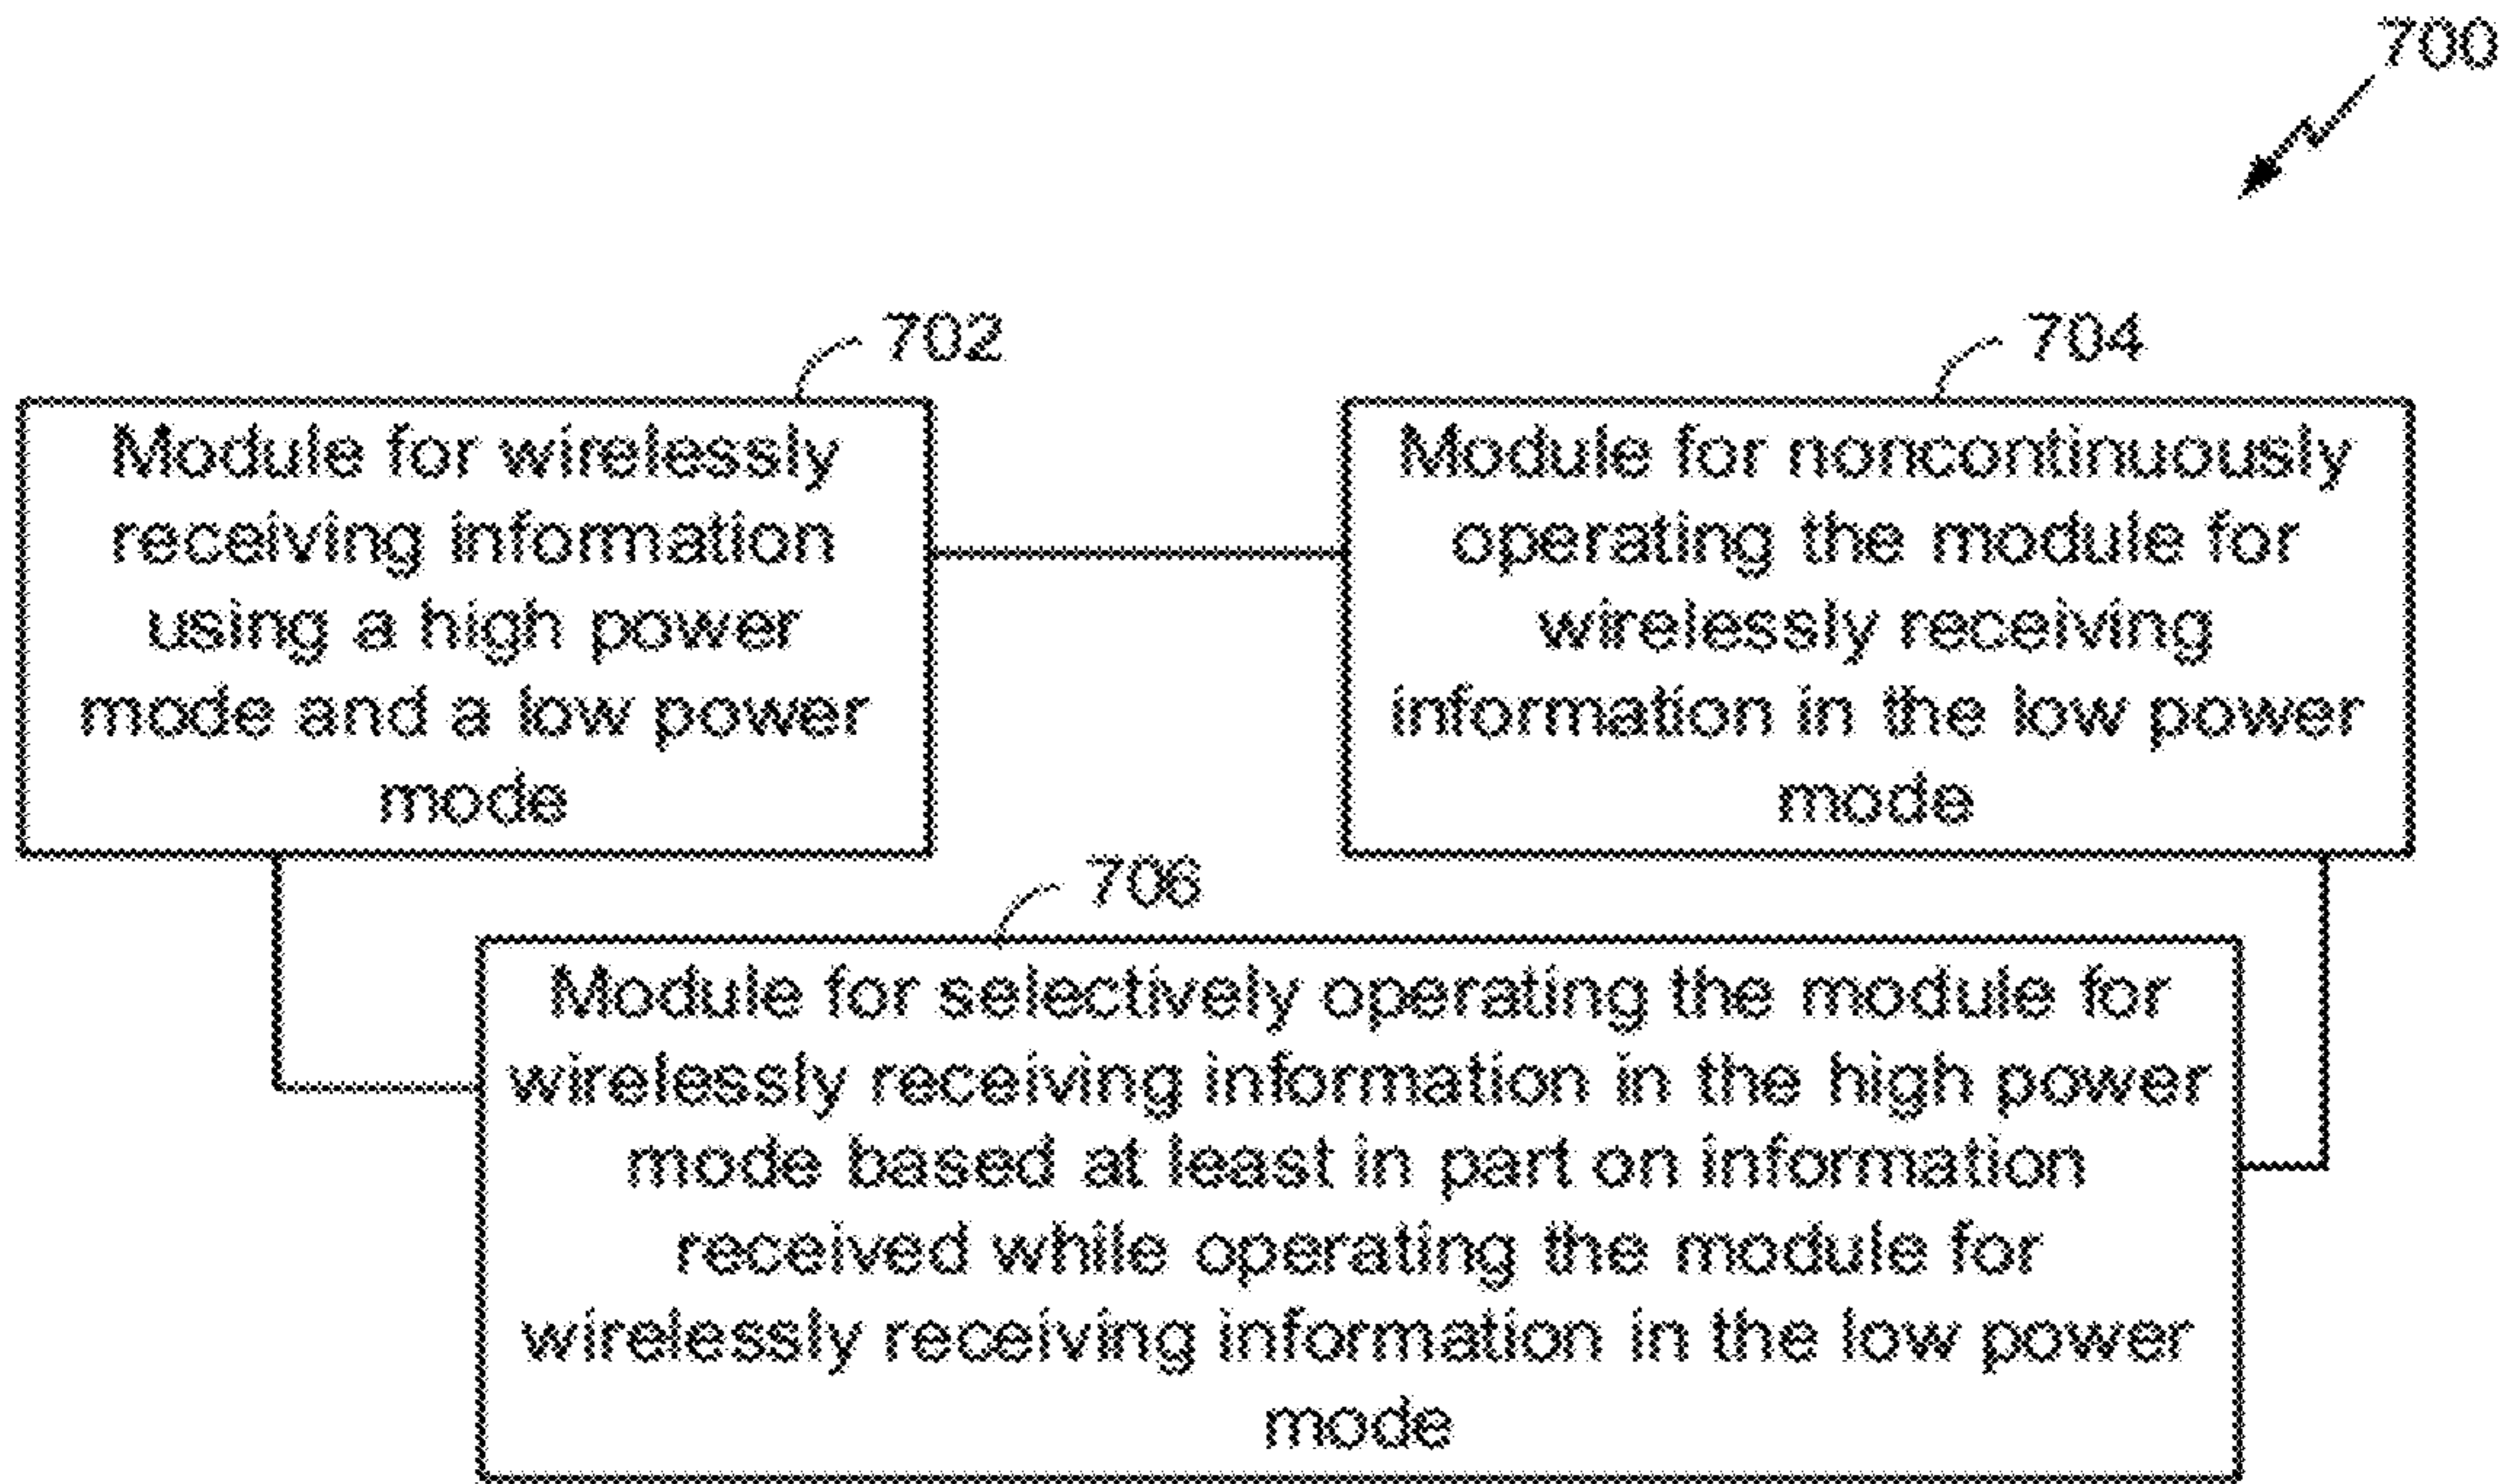 700
702
Module for wirelessly
receiving information
using a high power
mode and a low power
mode
704
Module for noncontinuously
operating the module for
wirelessly receiving
information in the low power
mode
706
Module for selectively operating the module for
wirelessly receiving information in the high power
mode based at least in part on information
received while operating the module for
wirelessly receiving information in the low power
mode